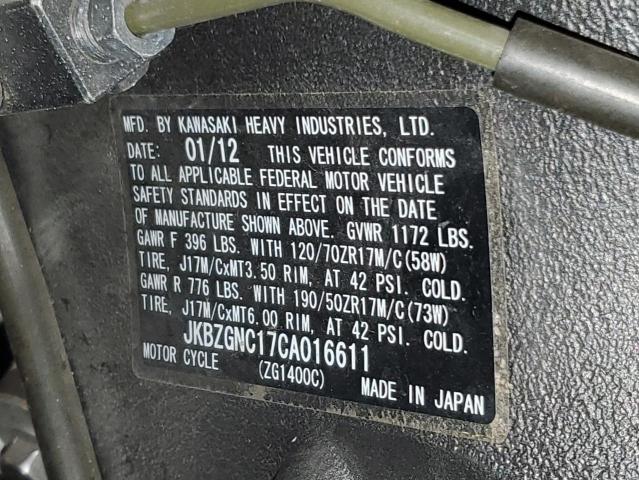 MFD. BY KAWASAKI HEAVY INDUSTRIES, LTD.
DATE: 01/12 THIS VEHICLE CONFORMS
TO ALL APPLICABLE FEDERAL MOTOR VEHICLE
SAFETY STANDARDS IN EFFECT ON THE DATE
OF MANUFACTURE SHOWN ABOVE. GVWR 1172 LBS.
GAWR F 396 LBS. WITH 120/70ZR17M/C(58W)
TIRE, J17M/CxMT3.50 RIM, AT 42 PSI. COLD.
GAWR R 776 LBS. WITH 190/50ZR17M/C(73W)
TIRE, J17M/CxMT6.00 RIM, AT 42 PSI. COLD.
JKBZGNC17CA016611
MOTOR CYCLE (ZG1400C) MADE IN JAPAN